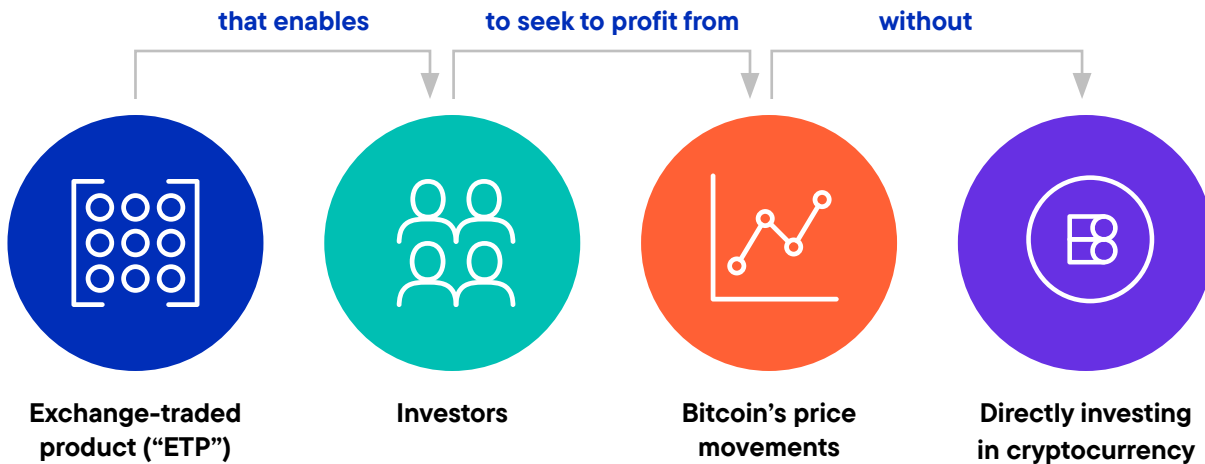 that enables
to seek to profit from
without
Exchange-traded
product (“ETP”)
Investors
Bitcoin’s price
movements
Directly investing
in cryptocurrency